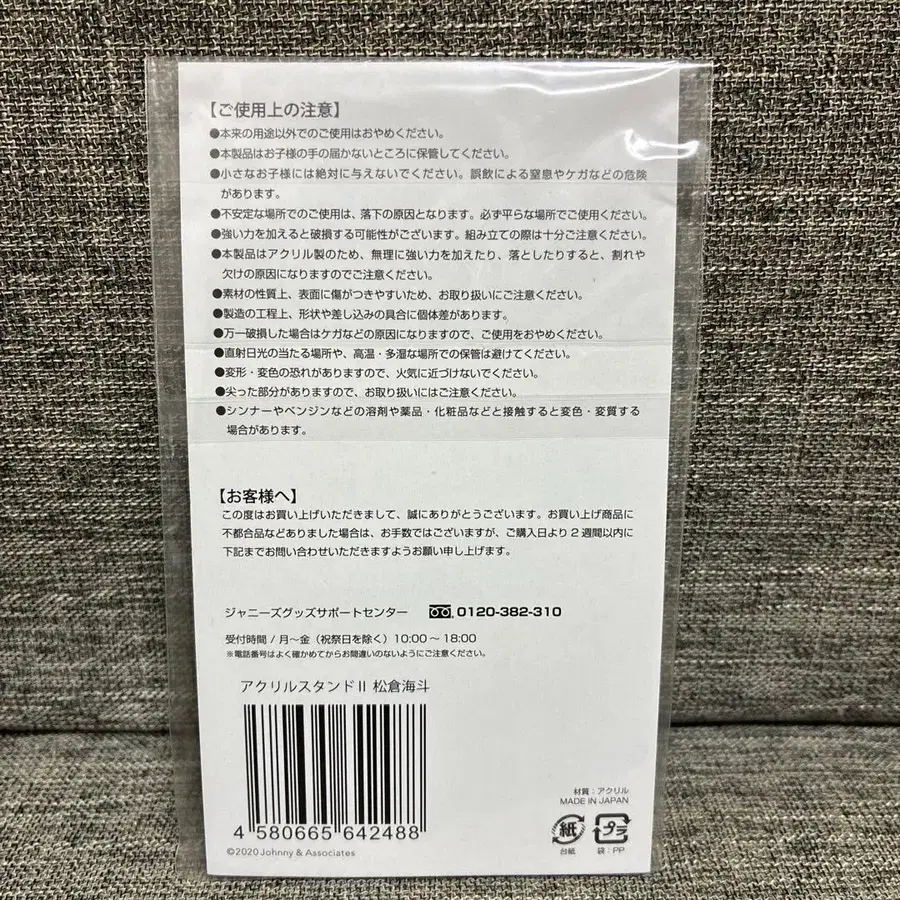 【ご使用上の注意】
●本来の用途以外でのご使用はおやめください。
●本製品はお子様の手の届かないところに保管してください。
●小さなお子様には絶対に与えないでください。誤飲による窒息やケガなどの危険
があります。
●不安定な場所でのご使用は、落下の原因となります。必ず平らな場所でご使用ください。
●強い力を加えると破損する可能性がございます。組み立ての際は十分ご注意ください。
●本製品はアクリル製のため、無理に強い力を加えたり、落としたりすると、割れや
欠けの原因になりますのでご注意ください。
●素材の性質上、表面に傷がつきやすいため、お取り扱いにご注意ください。
●製造の工程上、形状や差し込みの具合に個体差があります。
●万一破損した場合はケガなどの原因になりますので、ご使用をおやめください。
●直射日光の当たる場所や、高温・多湿な場所での保管は避けてください。
●変形・変色の恐れがありますので、火気に近づけないでください。
●尖った部分がありますので、お取り扱いにはご注意ください。
●シンナーやベンジンなどの溶剤や薬品・化粧品などと接触すると変色・変質する
場合があります。
【お客様へ】
この度はお買い上げいただきまして、誠にありがとうございます。お買い上げ商品に
不都合品などありました場合は、お手数ではございますが、ご購入日より2週間以内に
下記までお問い合わせいただきますようお願い申し上げます。
ジャニーズグッズサポートセンター 0120-382-310
受付時間 / 月〜金（祝祭日を除く）10:00〜18:00
※電話番号はよく確かめてからお間違いのないようにご注意ください。
アクリルスタンドII 松倉海斗
4 580665 642488
©2020 Johnny & Associates
材質：アクリル
MADE IN JAPAN
紙 プラ
台紙 袋：PP